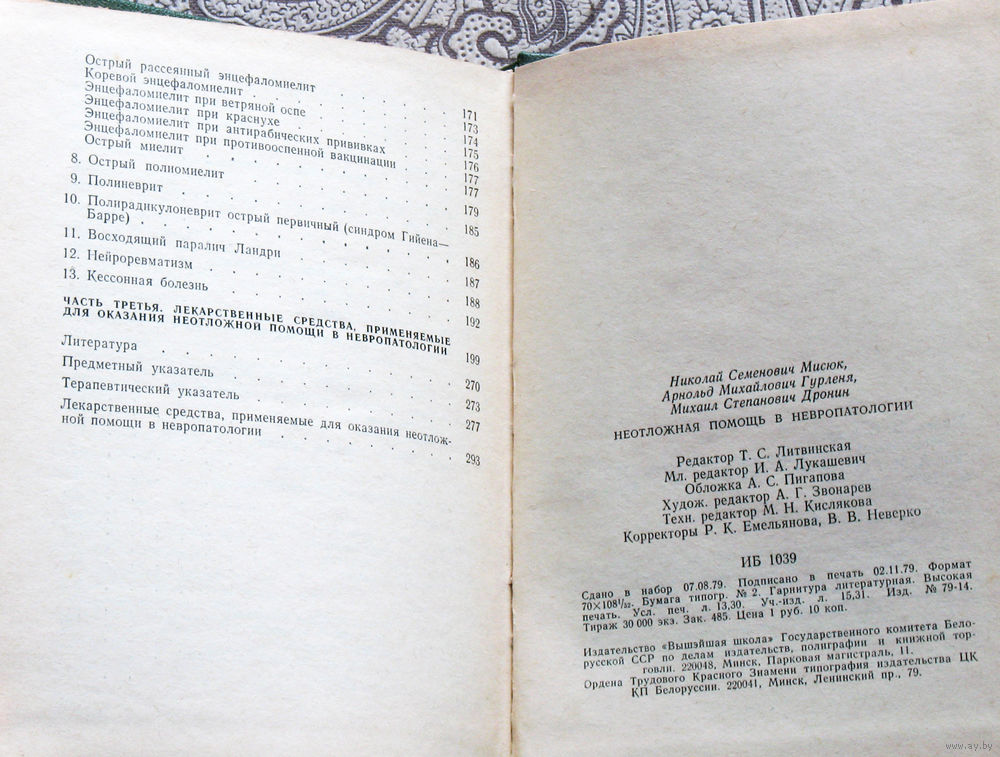 Острый рассеянный энцефаломиелит . . . . 171
Коревой энцефаломиелит . . . . . . 173
Энцефаломиелит при ветряной оспе . . . . 174
Энцефаломиелит при краснухе . . . . . 175
Энцефаломиелит при антирабических прививках . . 176
Энцефаломиелит при противооспенной вакцинации . . 177
Острый миелит . . . . . . . 177
8. Острый полиомиелит . . . . . . 179
9. Полиневрит . . . . . . . 185
10. Полирадикулоневрит острый первичный (синдром Гийена—
Барре) . . . . . . . . 186
11. Восходящий паралич Ландри . . . . . 187
12. Нейроревматизм . . . . . . . 188
13. Кессонная болезнь . . . . . . 192
ЧАСТЬ ТРЕТЬЯ. ЛЕКАРСТВЕННЫЕ СРЕДСТВА, ПРИМЕНЯЕМЫЕ
ДЛЯ ОКАЗАНИЯ НЕОТЛОЖНОЙ ПОМОЩИ В НЕВРОПАТОЛОГИИ 199
Литература . . . . . . . . 270
Предметный указатель . . . . . . 273
Терапевтический указатель . . . . . . 277
Лекарственные средства, применяемые для оказания неотлож-
ной помощи в невропатологии . . . . . 293
Николай Семенович Мисюк,
Арнольд Михайлович Гурленя,
Михаил Степанович Дронин
НЕОТЛОЖНАЯ ПОМОЩЬ В НЕВРОПАТОЛОГИИ
Редактор Т. С. Литвинская
Мл. редактор И. А. Лукашевич
Обложка А. С. Пигапова
Худож. редактор А. Г. Звонарев
Техн. редактор М. Н. Кислякова
Корректоры Р. К. Емельянова, В. В. Неверко
ИБ 1039
Сдано в набор 07.08.79. Подписано в печать 02.11.79. Формат
70×108¹/₃₂. Бумага типогр. № 2. Гарнитура литературная. Высокая
печать. Усл. печ. л. 13,30. Уч.-изд. л. 15,31. Изд. № 79-14.
Тираж 30 000 экз. Зак. 485. Цена 1 руб. 10 коп.
Издательство «Вышэйшая школа» Государственного комитета Бело-
русской ССР по делам издательств, полиграфии и книжной тор-
говли. 220048, Минск, Парковая магистраль, 11.
Ордена Трудового Красного Знамени типография издательства ЦК
КП Белоруссии. 220041, Минск, Ленинский пр., 79.
www.ay.by